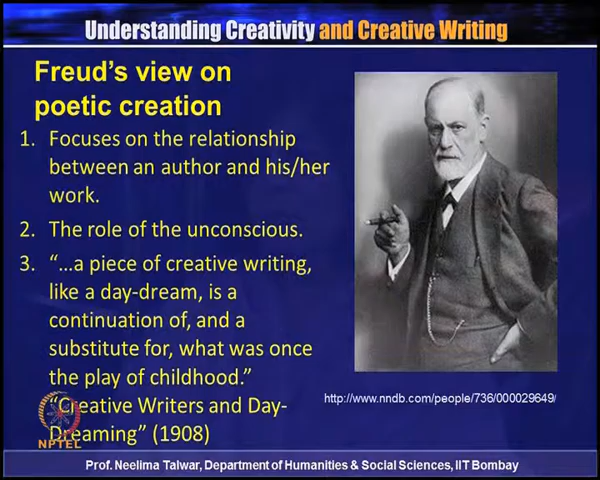 Understanding Creativity and Creative Writing
Freud's view on
poetic creation
1. Focuses on the relationship
between an author and his/her
work.
2. The role of the unconscious.
3. "...a piece of creative writing,
like a day-dream, is a
continuation of, and a
substitute for, what was once
the play of childhood."
"Creative Writers and Day-
Dreaming" (1908)
http://www.nndb.com/people/736/000029649/
NPTEL
Prof. Neelima Talwar, Department of Humanities & Social Sciences, IIT Bombay